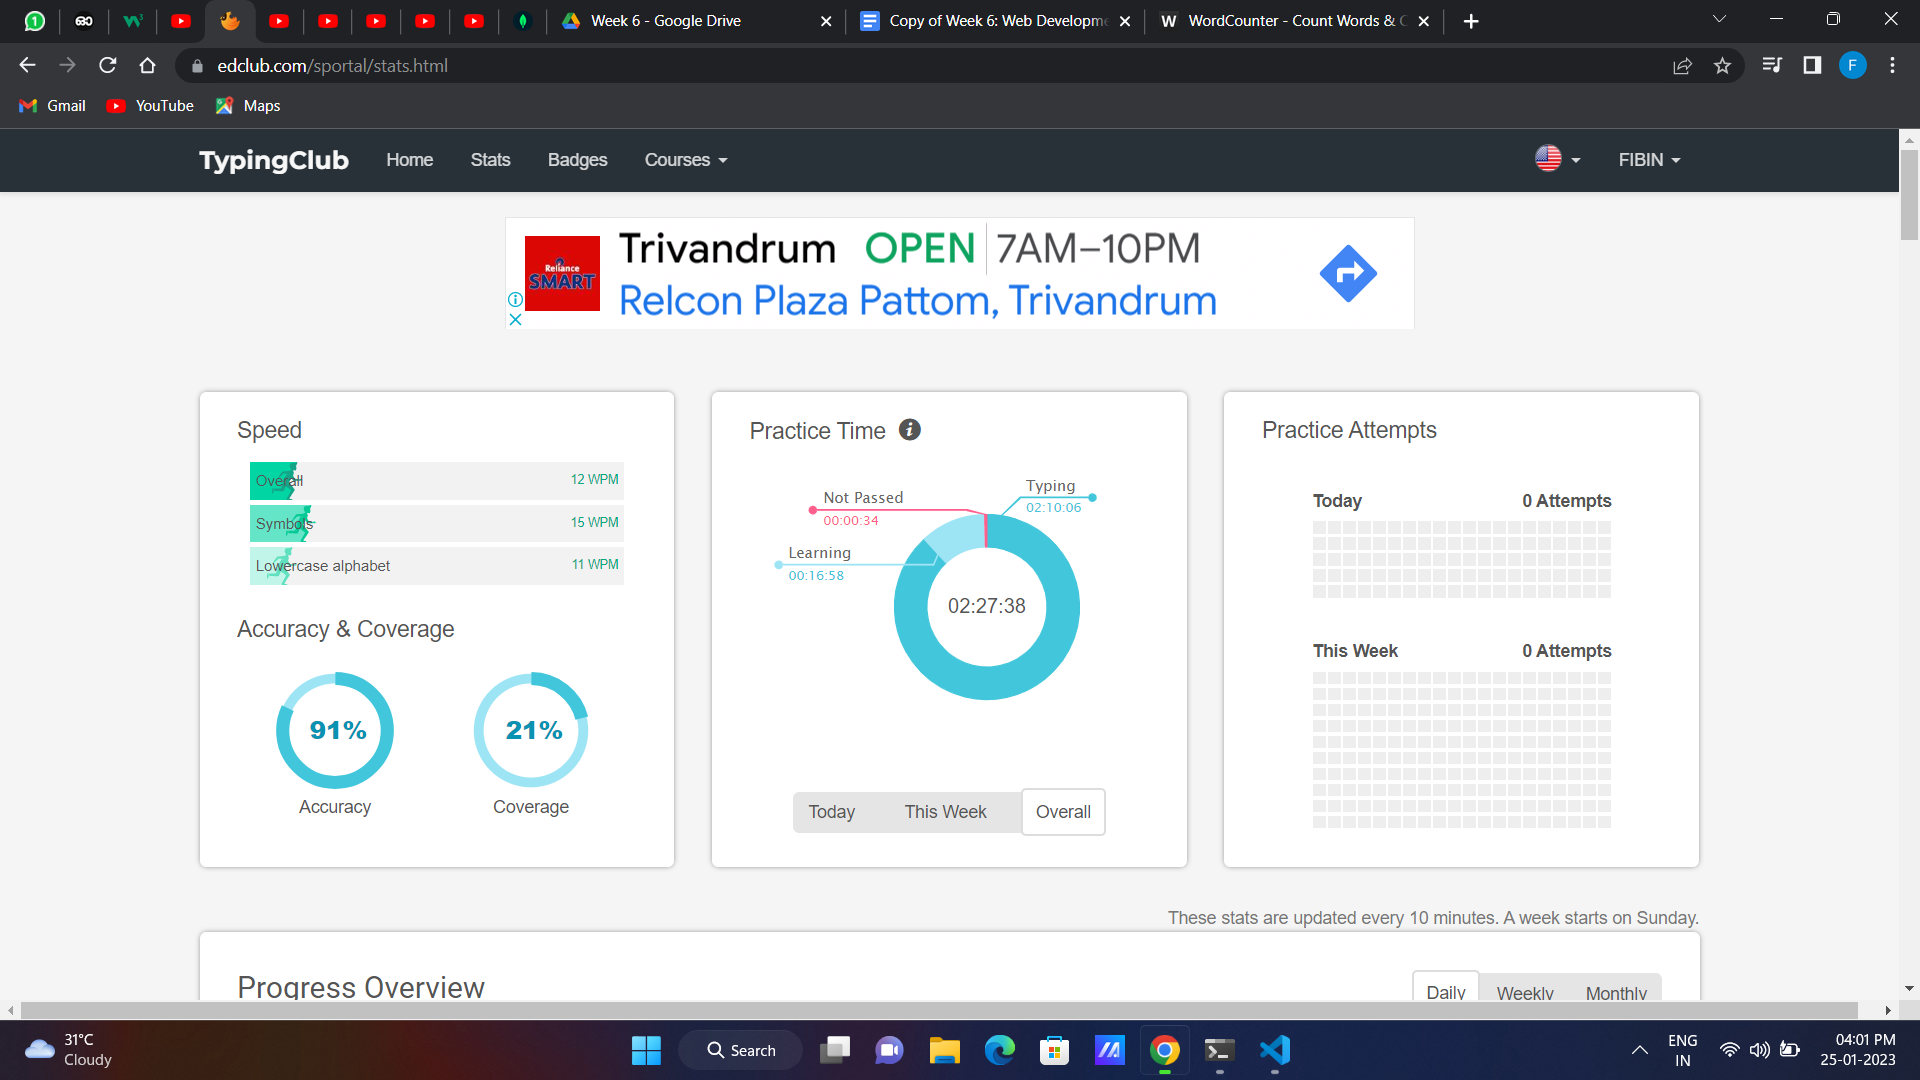 Week 6 - Google Drive
Copy of Week 6: Web Developme
WordCounter - Count Words & C
edclub.com/sportal/stats.html
F
Gmail
YouTube
Maps
TypingClub
Home
Stats
Badges
Courses
FIBIN
Reliance
SMART
Trivandrum OPEN 7AM–10PM
Relcon Plaza Pattom, Trivandrum
Speed
Overall 12 WPM
Symbols 15 WPM
Lowercase alphabet 11 WPM
Accuracy & Coverage
91%
21%
Accuracy
Coverage
Practice Time
Not Passed
00:00:34
Typing
02:10:06
Learning
00:16:58
02:27:38
Today
This Week
Overall
Practice Attempts
Today 0 Attempts
This Week 0 Attempts
These stats are updated every 10 minutes. A week starts on Sunday.
Progress Overview
Daily
Weekly
Monthly
31°C
Cloudy
Search
ENG
IN
04:01 PM
25-01-2023